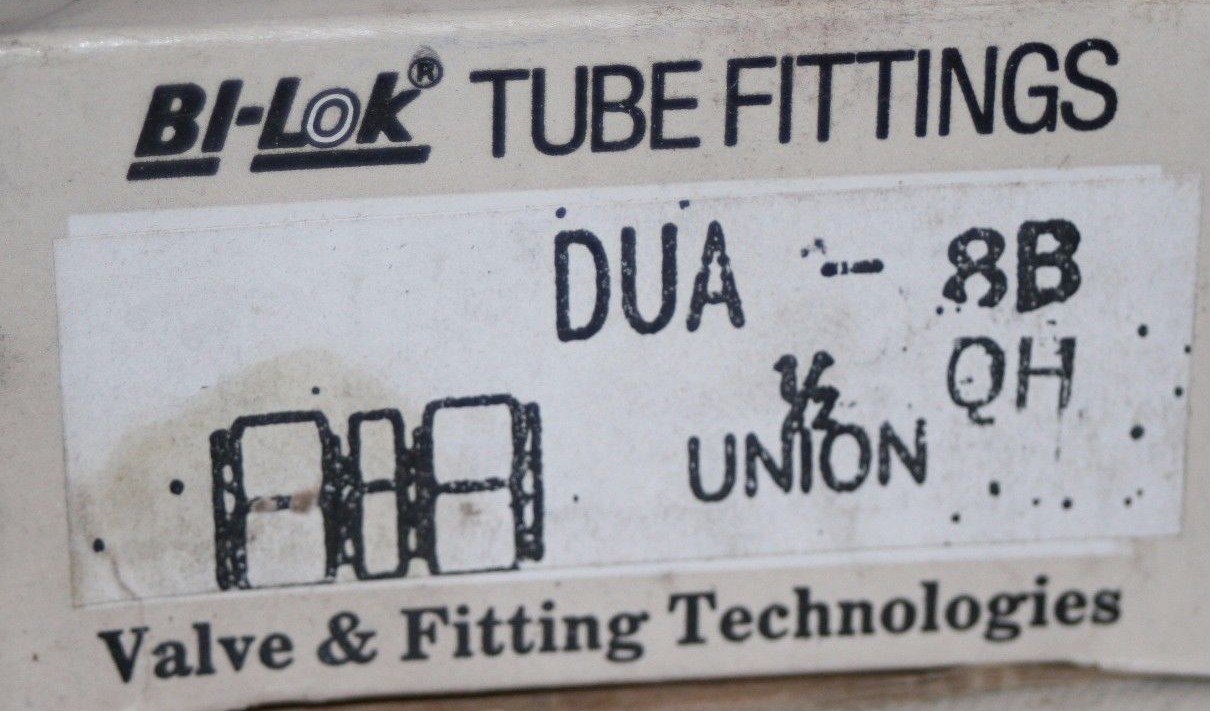 BI-LOK® TUBE FITTINGS
DUA - 8B
½ QH
UNION
Valve & Fitting Technologies